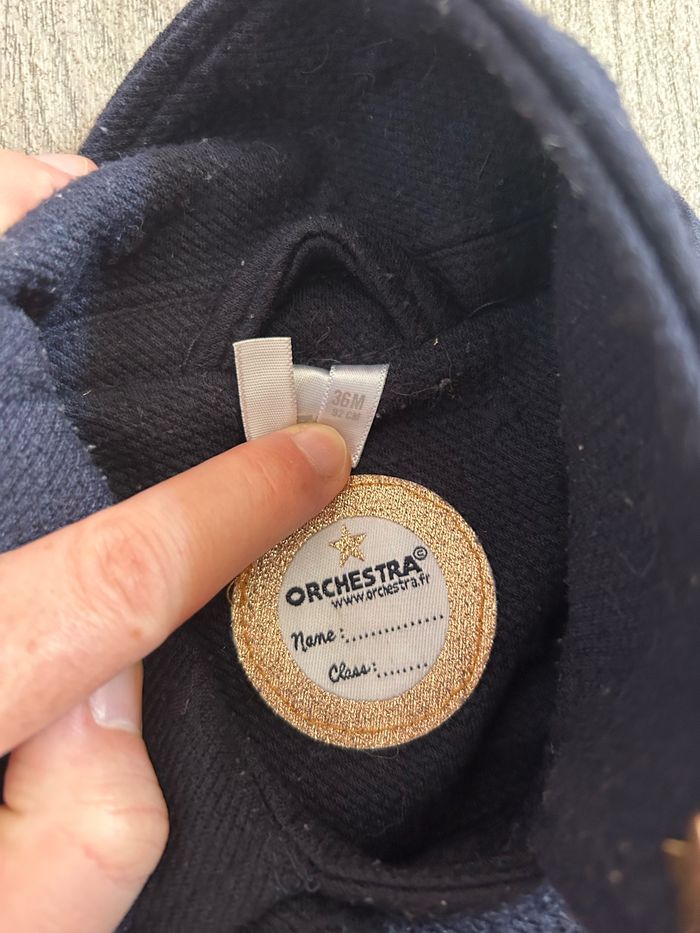 36M
92 CM
ORCHESTRA©
www.orchestra.fr
Name:...............
Class:........